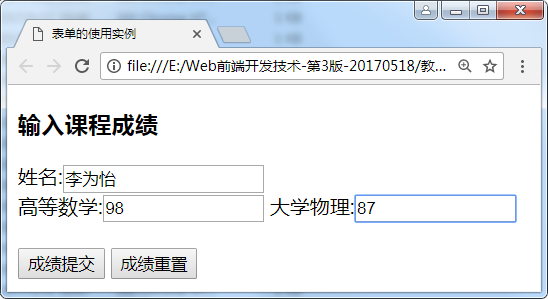 表单的使用实例
file:///E:/Web前端开发技术-第3版-20170518/教...
输入课程成绩
姓名:李为怡
高等数学:98 大学物理:87
成绩提交 成绩重置